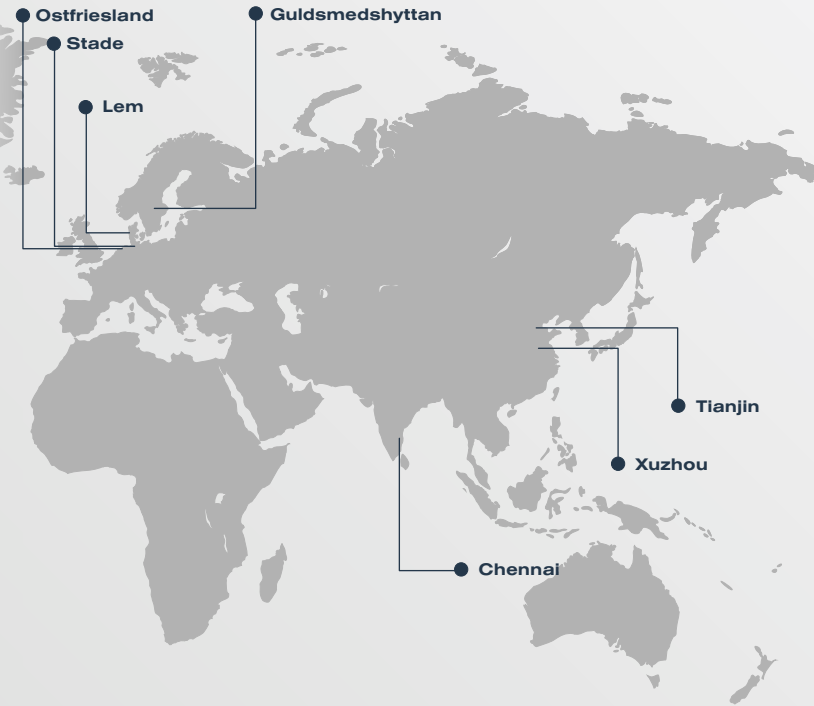 Ostfriesland
Guldsmedshyttan
Stade
Lem
Tianjin
Xuzhou
Chennai